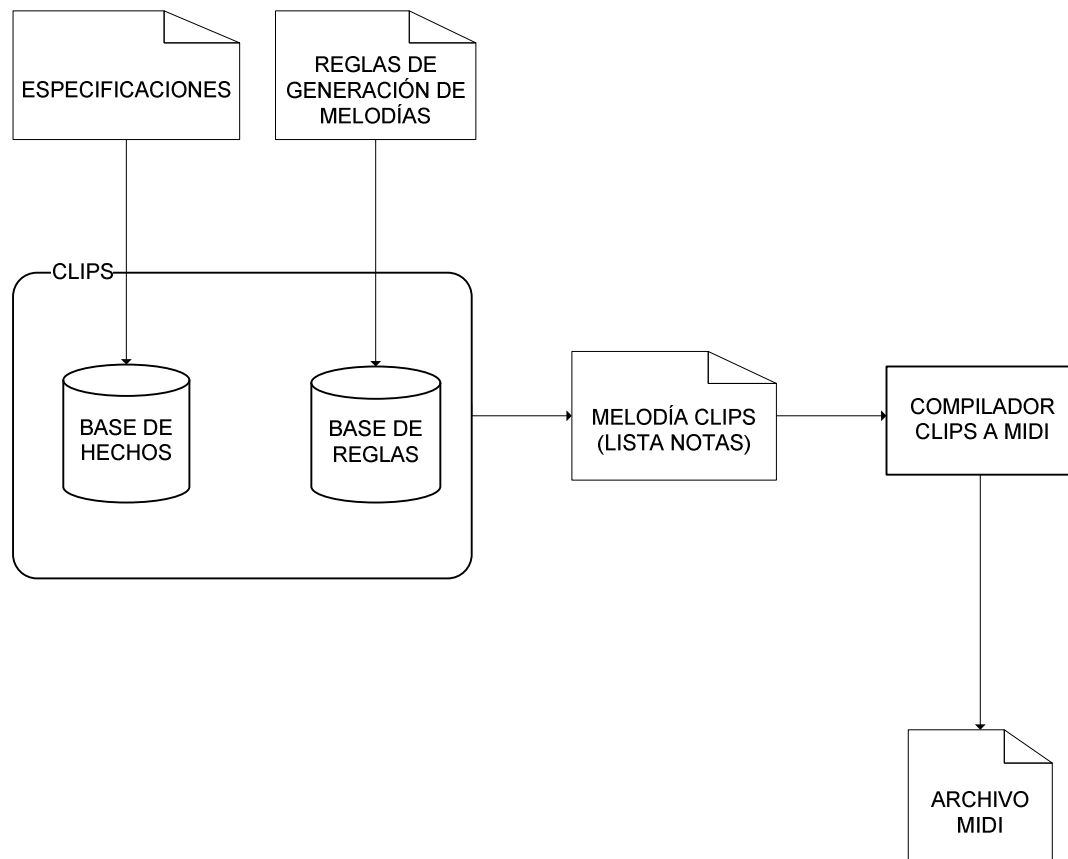 ESPECIFICACIONES
REGLAS DE
GENERACIÓN DE
MELODÍAS
CLIPS
BASE DE
HECHOS
BASE DE
REGLAS
MELODÍA CLIPS
(LISTA NOTAS)
COMPILADOR
CLIPS A MIDI
ARCHIVO
MIDI